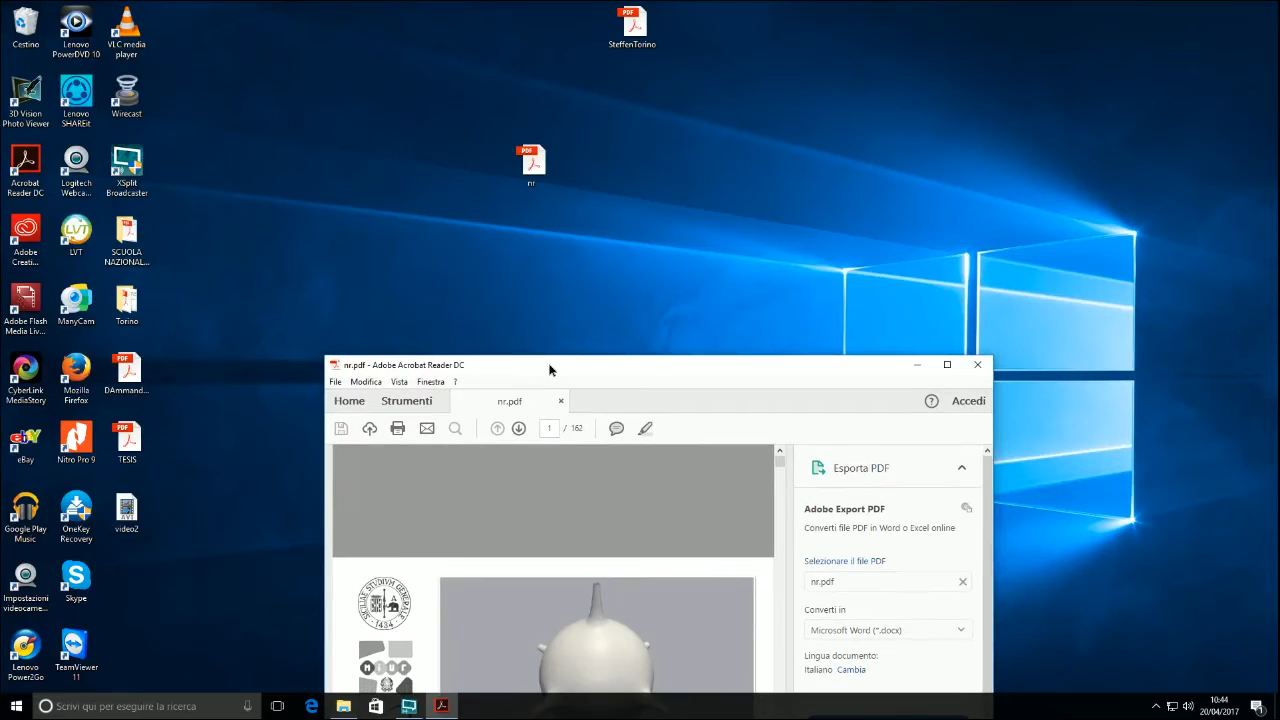 Cestino
Lenovo
PowerDVD 10
VLC media
player
SteffenTorino
3D Vision
Photo Viewer
Lenovo
SHAREit
Wirecast
nr
Acrobat
Reader DC
Logitech
Webca...
XSplit
Broadcaster
Adobe
Creati...
LVT
SCUOLA
NAZIONAL...
Adobe Flash
Media Liv...
ManyCam
Torino
CyberLink
MediaStory
Mozilla
Firefox
DAmmand...
eBay
Nitro Pro 9
TESIS
Google Play
Music
OneKey
Recovery
video2
Impostazioni
videocame...
Skype
Lenovo
Power2Go
TeamViewer
11
nr.pdf - Adobe Acrobat Reader DC
File Modifica Vista Finestra ?
Home Strumenti nr.pdf Accedi
1 / 162
Esporta PDF
Adobe Export PDF
Converti file PDF in Word o Excel online
Selezionare il file PDF
nr.pdf
Converti in
Microsoft Word (*.docx)
Lingua documento:
Italiano Cambia
1434
MIUR
Scrivi qui per eseguire la ricerca
10:44
20/04/2017
1